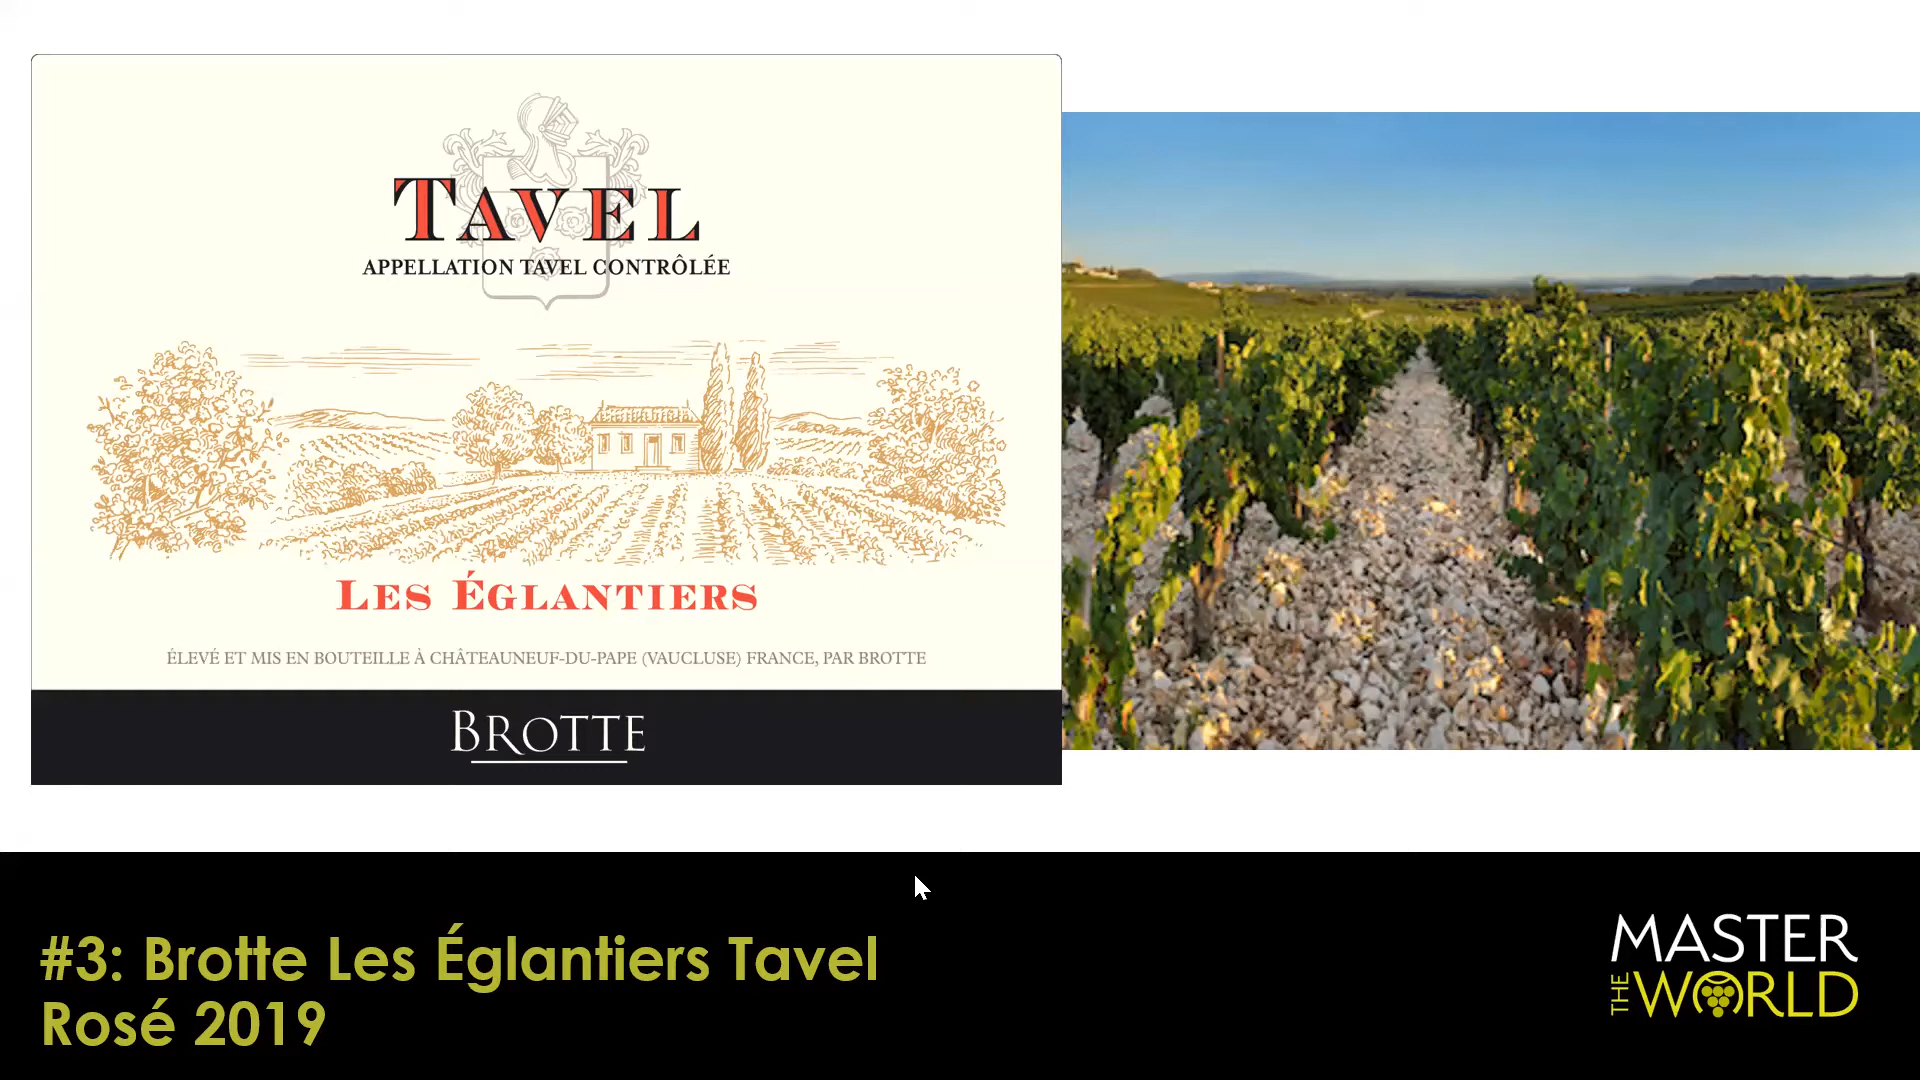 TAVEL
APPELLATION TAVEL CONTRÔLÉE
LES ÉGLANTIERS
ÉLEVÉ ET MIS EN BOUTEILLE À CHÂTEAUNEUF-DU-PAPE (VAUCLUSE) FRANCE, PAR BROTTE
BROTTE
#3: Brotte Les Églantiers Tavel
Rosé 2019
MASTER
THE WORLD